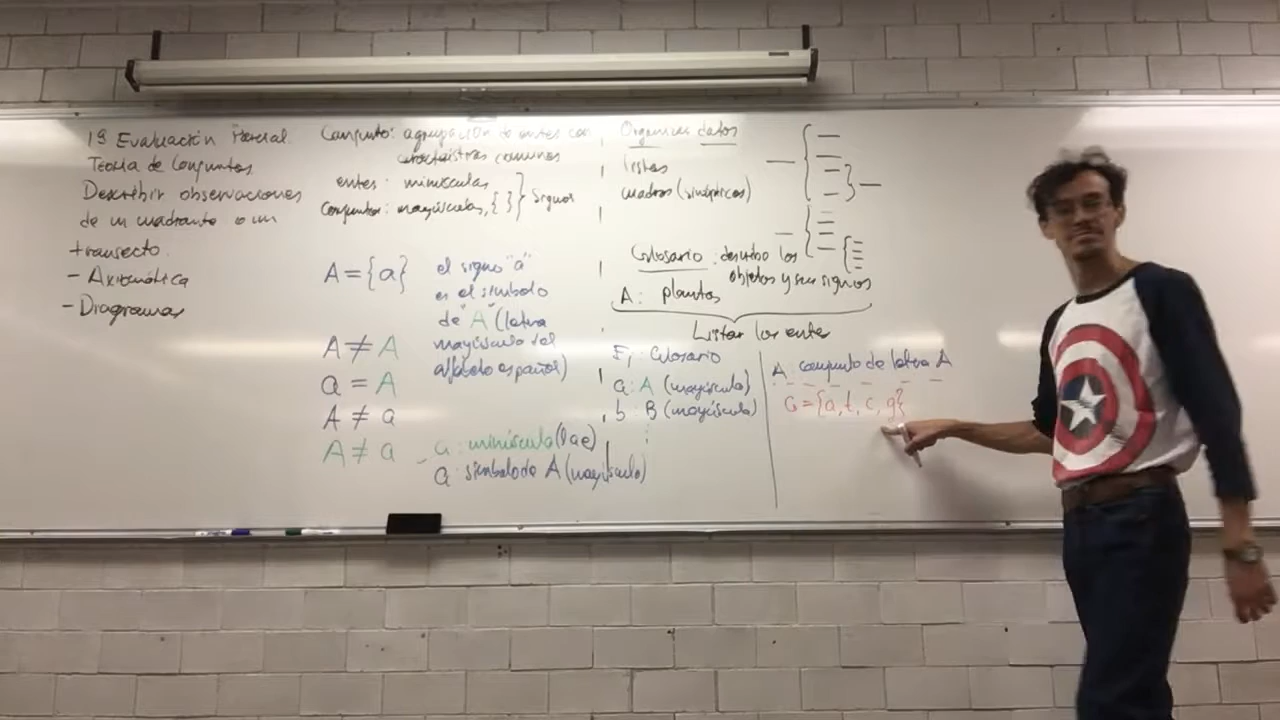 1ª Evaluación Parcial
Teoría de Conjuntos
Describir observaciones
de un cuadrante o un
transecto.
- Axiomática
- Diagramas
Conjunto: agrupación de entes con
características comunes
entes: minúsculas
conjuntos: mayúsculas, { } } Signos
A = {a}
el signo "a"
es el símbolo
de "A" (letra
mayúscula del
alfabeto español)
A ≠ A
a = A
A ≠ a
A ≠ a
a: minúscula (lae)
a: símbolo de A (mayúscula)
Organizar datos
listas
cuadros (sinópticos)
Glosario: describo los
objetos y sus signos
A: plantas
Listar los entes
Ej Glosario
a: A (mayúscula)
b: B (mayúscula)
A: conjunto de letra A
G = {a, t, c, g}